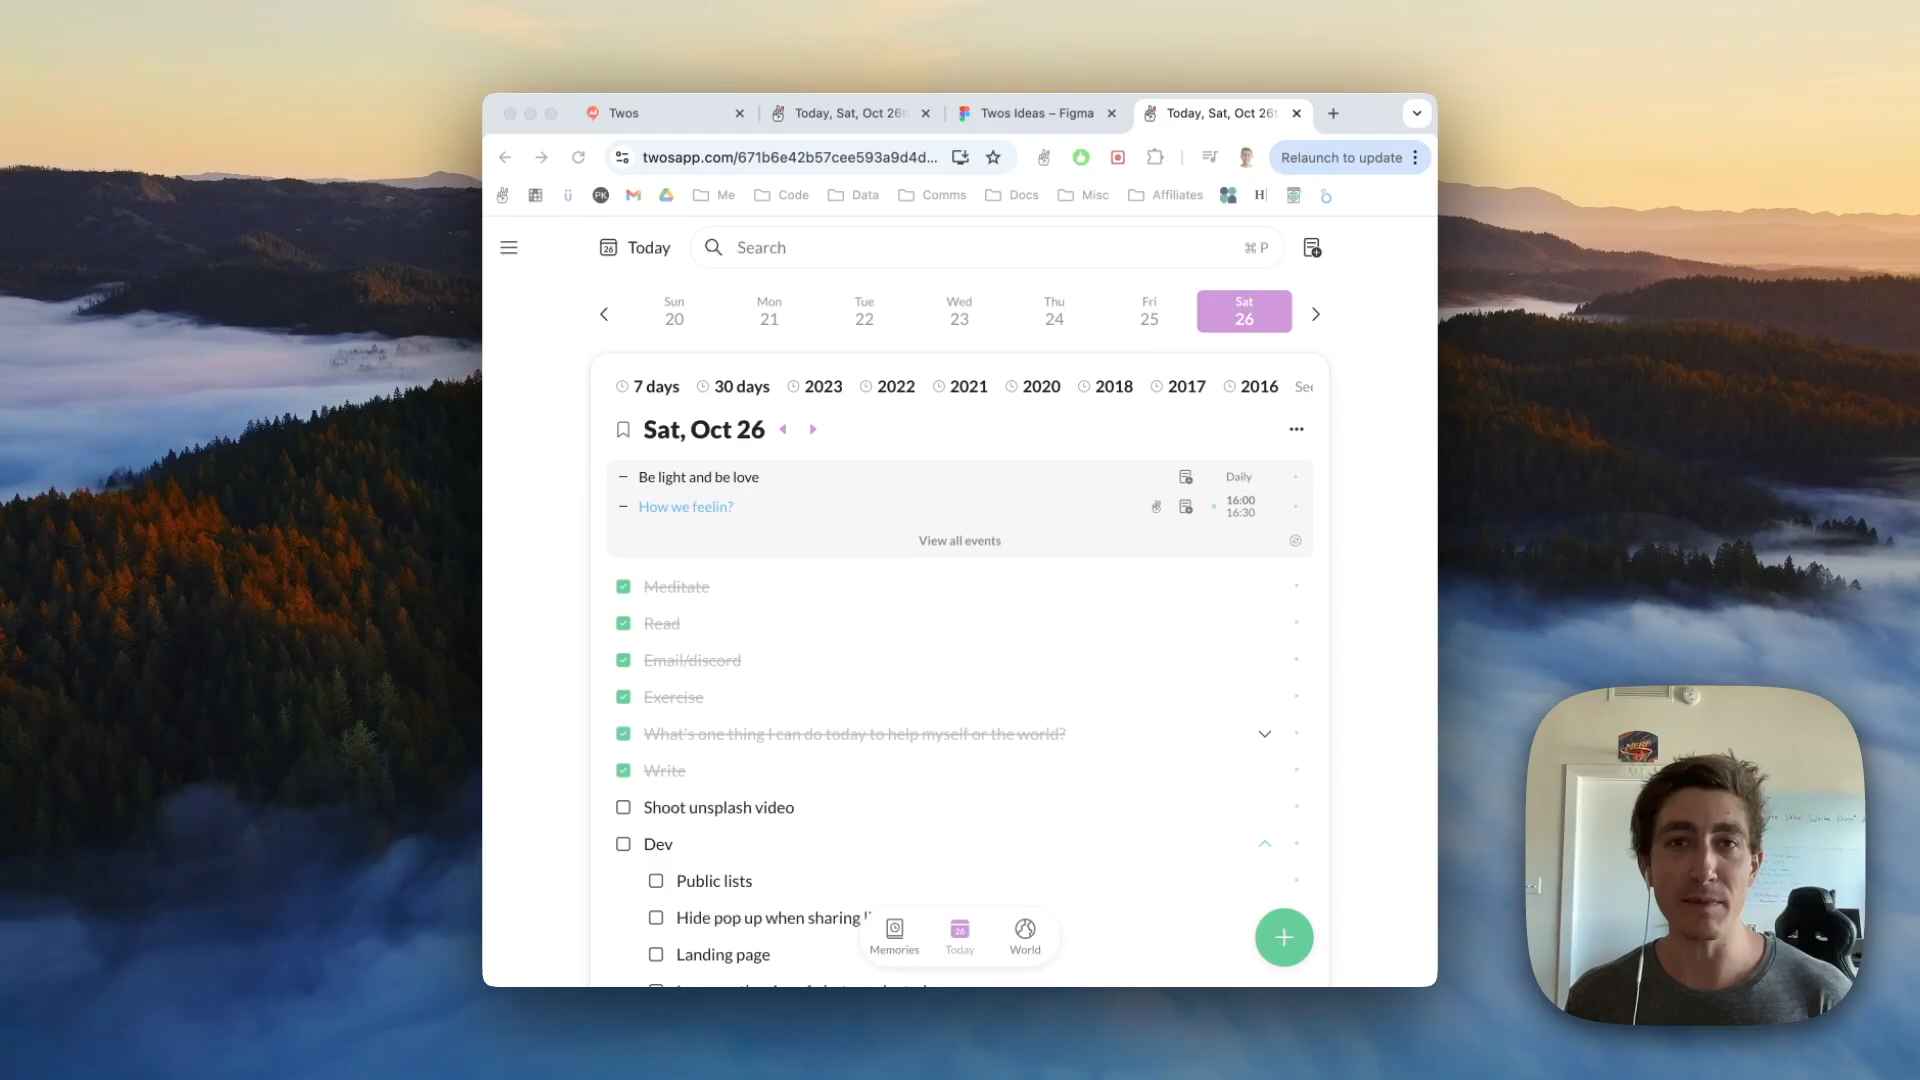 Twos
Today, Sat, Oct 26t
Twos Ideas – Figma
Today, Sat, Oct 26t
twosapp.com/671b6e42b57cee593a9d4d...
Relaunch to update
PK
Me
Code
Data
Comms
Docs
Misc
Affiliates
H
26
Today
Search
⌘ P
Sun
20
Mon
21
Tue
22
Wed
23
Thu
24
Fri
25
Sat
26
7 days
30 days
2023
2022
2021
2020
2018
2017
2016
See
Sat, Oct 26
Be light and be love
Daily
How we feelin?
16:00
16:30
View all events
Meditate
Read
Email/discord
Exercise
What's one thing I can do today to help myself or the world?
Write
Shoot unsplash video
Dev
Public lists
Hide pop up when sharing
Landing page
Memories
26
Today
World
NERF